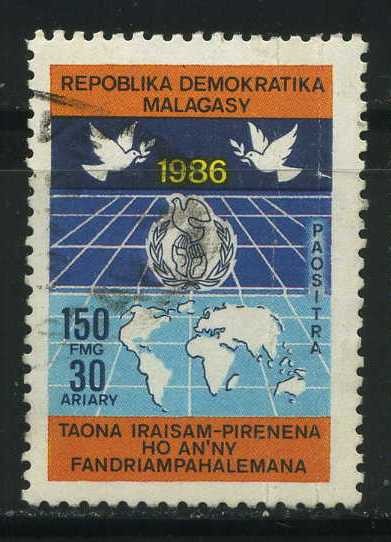 REPOBLIKA DEMOKRATIKA
MALAGASY
1986
PAOSITRA
150
FMG
30
ARIARY
TAONA IRAISAM-PIRENENA
HO AN'NY
FANDRIAMPAHALEMANA